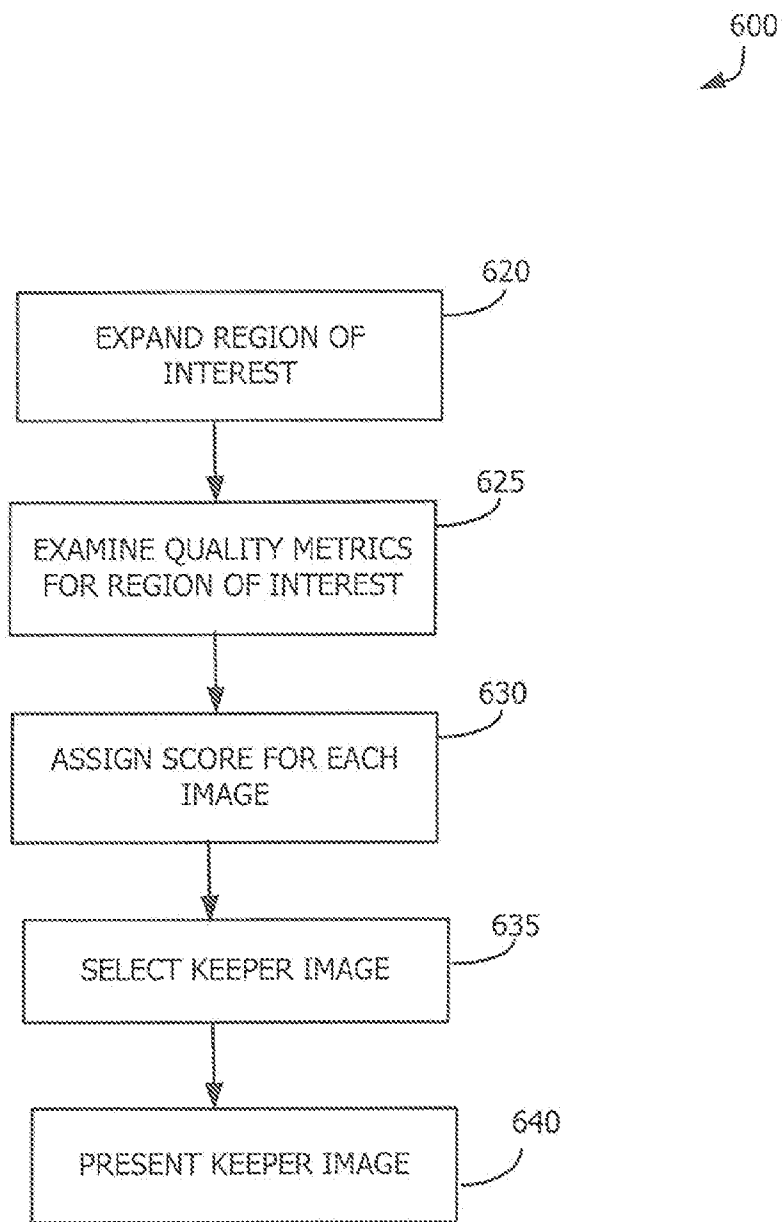 600
620
EXPAND REGION OF
INTEREST
625
EXAMINE QUALITY METRICS
FOR REGION OF INTEREST
630
ASSIGN SCORE FOR EACH
IMAGE
635
SELECT KEEPER IMAGE
640
PRESENT KEEPER IMAGE